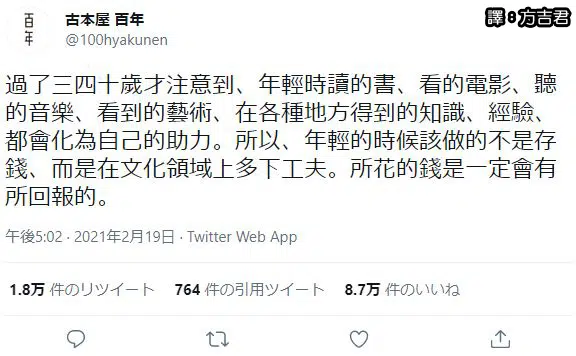 譯：方吉君
百年
古本屋 百年
@100hyakunen
過了三四十歲才注意到、年輕時讀的書、看的電影、聽
的音樂、看到的藝術、在各種地方得到的知識、經驗、
都會化為自己的助力。所以、年輕的時候該做的不是存
錢、而是在文化領域上多下工夫。所花的錢是一定會有
所回報的。
午後5:02 · 2021年2月19日 · Twitter Web App
1.8万 件のリツイート 764 件の引用ツイート 8.7万 件のいいね